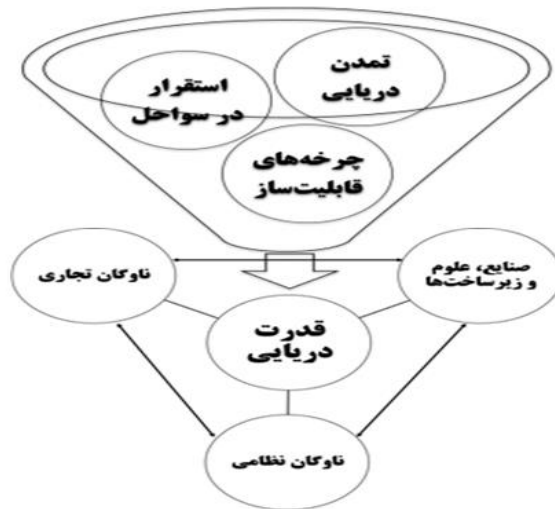 تمدن
دریایی
استقرار
در سواحل
چرخه‌های
قابلیت‌ساز
صنایع، علوم
و زیرساخت‌ها
ناوگان تجاری
قدرت
دریایی
ناوگان نظامی